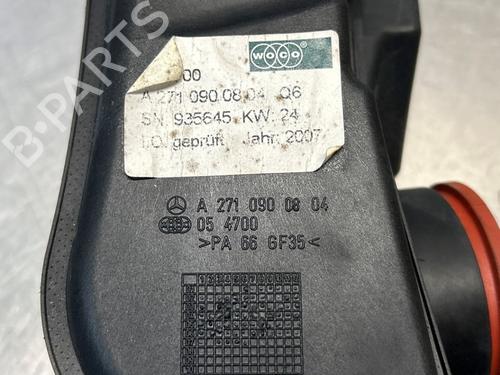 WOCO
00
A 271 090 08 04 Q6
SN. 935645 KW: 24
I.O. geprüft Jahr: 2007
A 271 090 08 04
05 4700
>PA 66 GF35<
B-PARTS